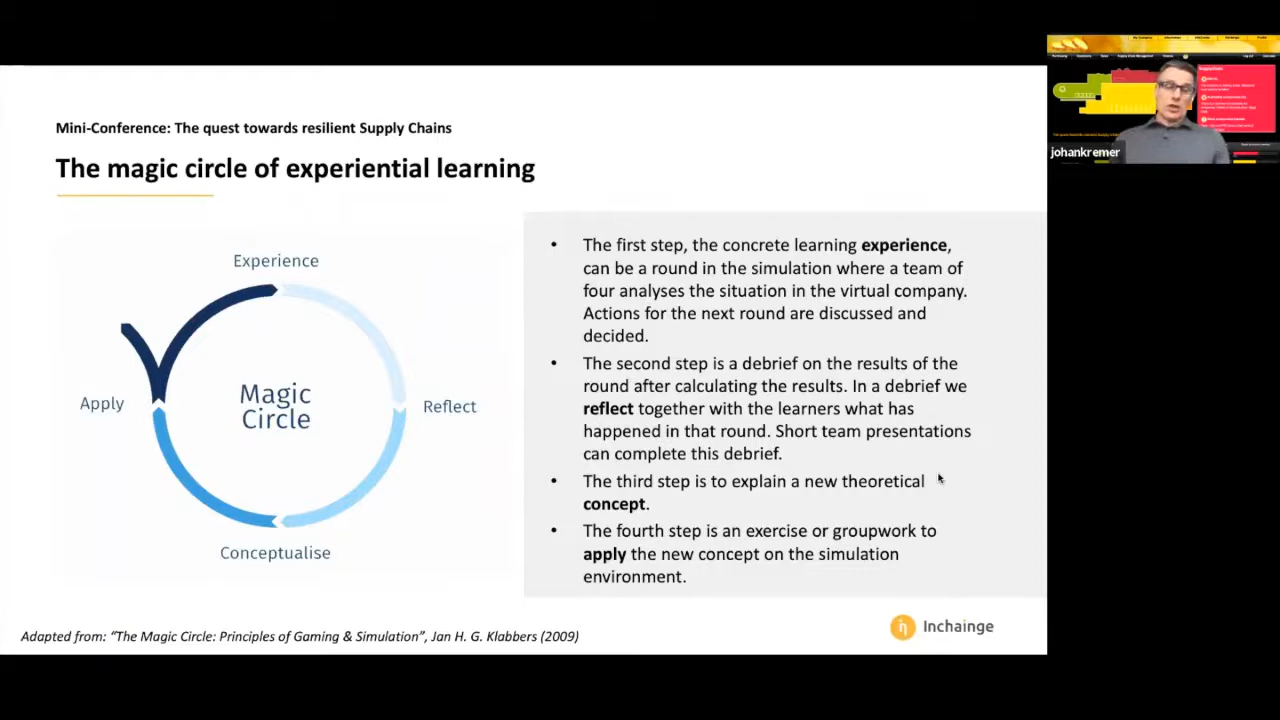 Mini-Conference: The quest towards resilient Supply Chains
The magic circle of experiential learning
Experience
Apply
Magic
Circle
Reflect
Conceptualise
• The first step, the concrete learning experience,
can be a round in the simulation where a team of
four analyses the situation in the virtual company.
Actions for the next round are discussed and
decided.
• The second step is a debrief on the results of the
round after calculating the results. In a debrief we
reflect together with the learners what has
happened in that round. Short team presentations
can complete this debrief.
• The third step is to explain a new theoretical
concept.
• The fourth step is an exercise or groupwork to
apply the new concept on the simulation
environment.
Adapted from: “The Magic Circle: Principles of Gaming & Simulation”, Jan H. G. Klabbers (2009)
Inchainge
johankremer